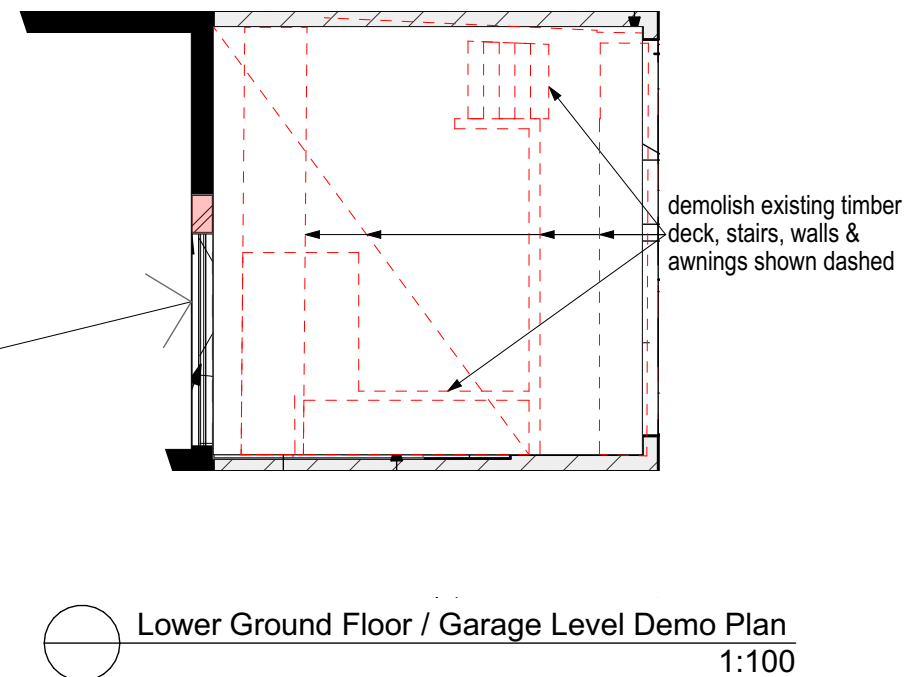 demolish existing timber
deck, stairs, walls &
awnings shown dashed
Lower Ground Floor / Garage Level Demo Plan
1:100